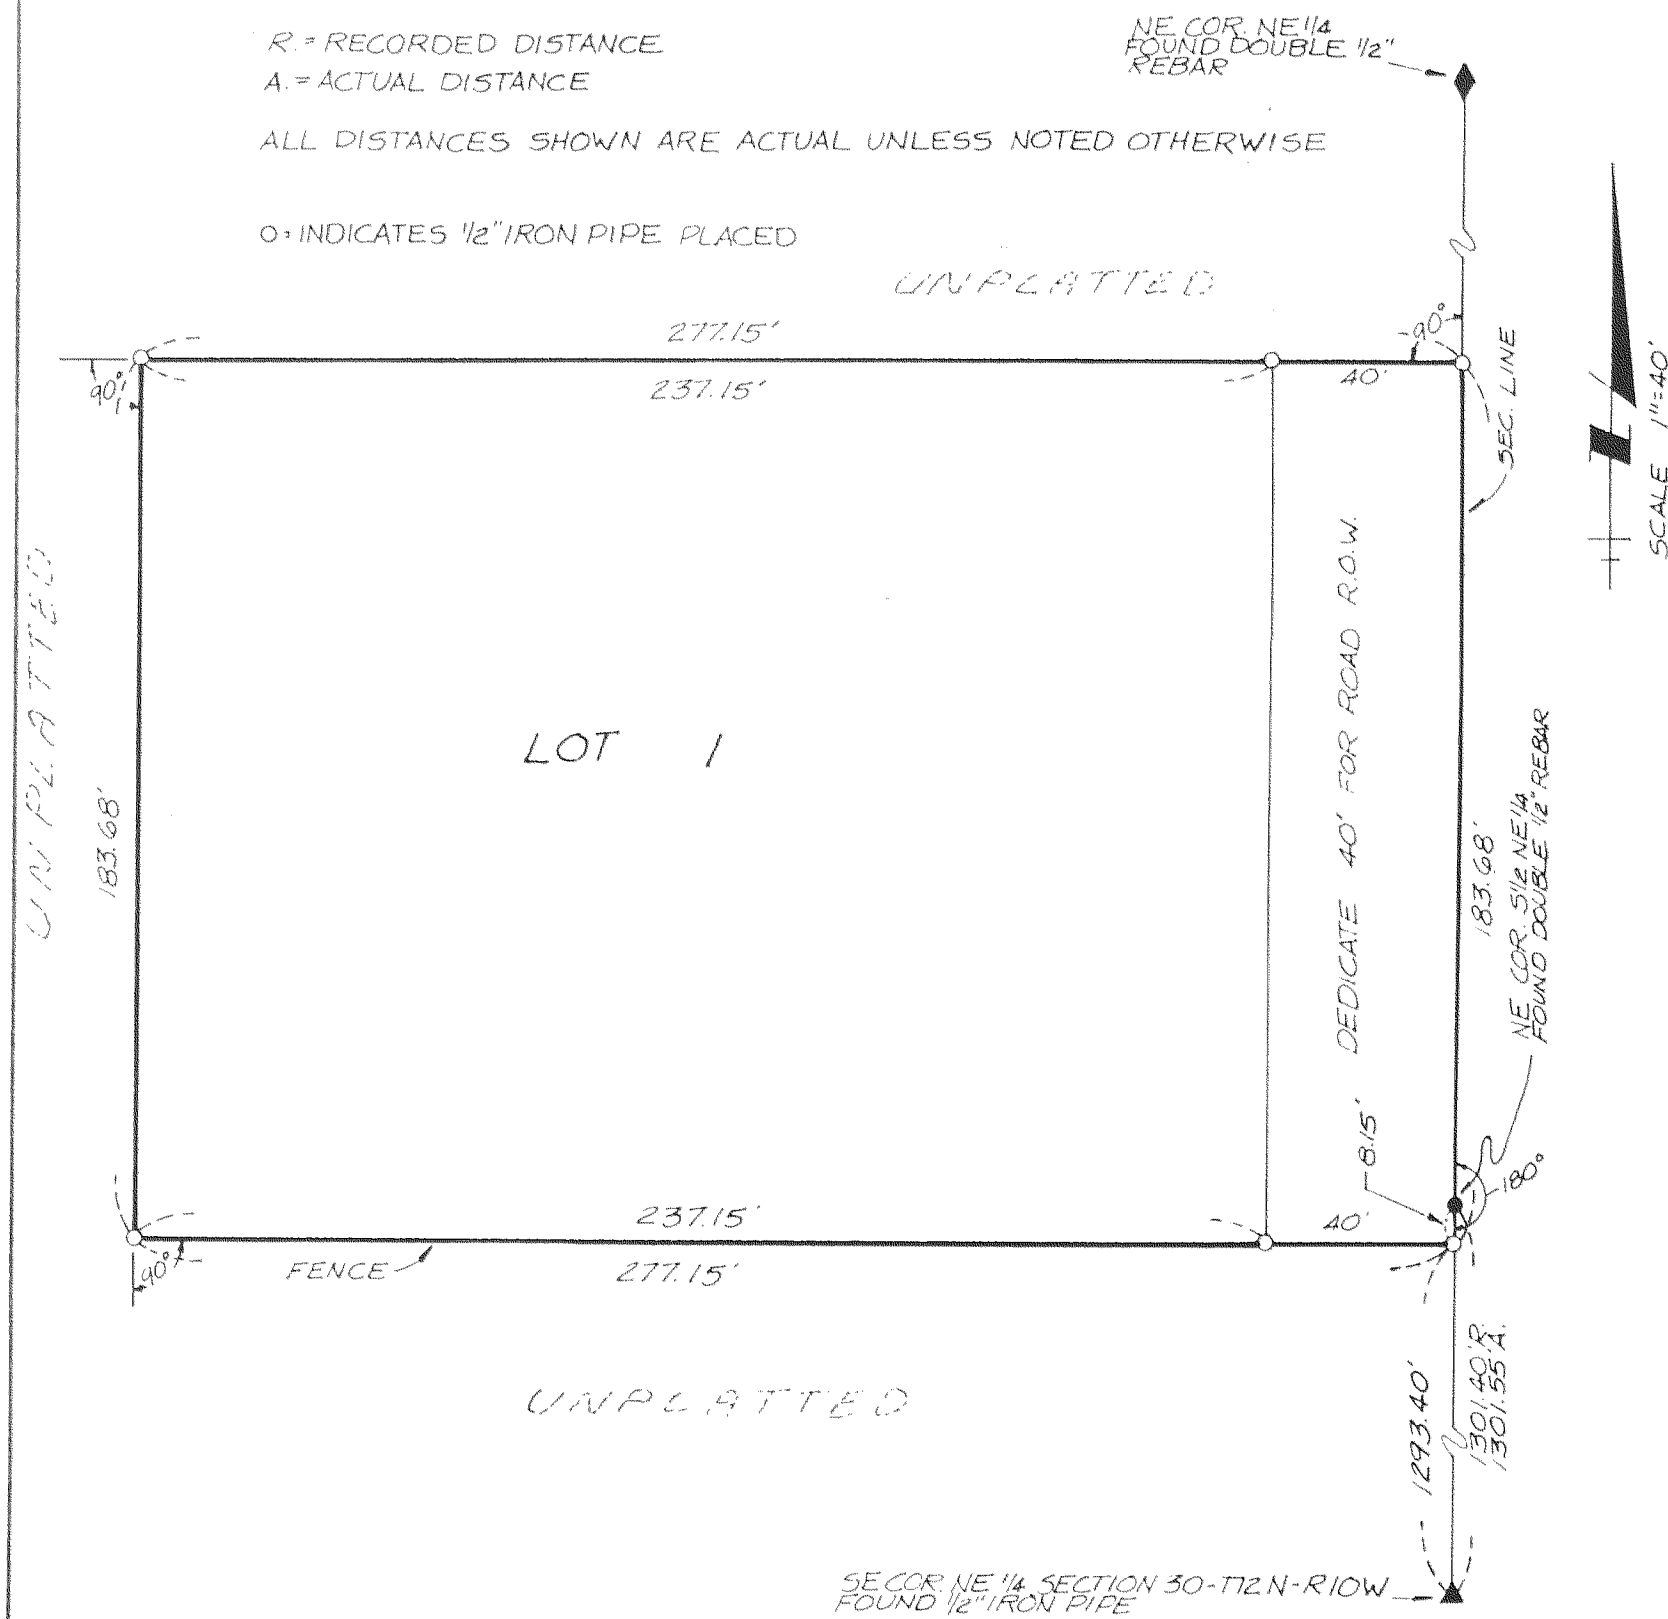 R.= RECORDED DISTANCE
A.= ACTUAL DISTANCE
ALL DISTANCES SHOWN ARE ACTUAL UNLESS NOTED OTHERWISE
O: INDICATES 1/2" IRON PIPE PLACED
NE COR. NE 1/4
FOUND DOUBLE 1/2"
REBAR
UNPLATTED
277.15'
237.15'
40'
90°
90°
SEC. LINE
SCALE 1"=40'
UNPLATTED
183.68'
LOT 1
DEDICATE 40' FOR ROAD R.O.W.
183.68'
NE COR. S1/2 NE 1/4
FOUND DOUBLE 1/2" REBAR
8.15'
180°
237.15'
40'
90°
FENCE
277.15'
UNPLATTED
1293.40'
1301.40' R.
1301.55' A.
SE COR. NE 1/4 SECTION 30-T72N-R10W
FOUND 1/2" IRON PIPE